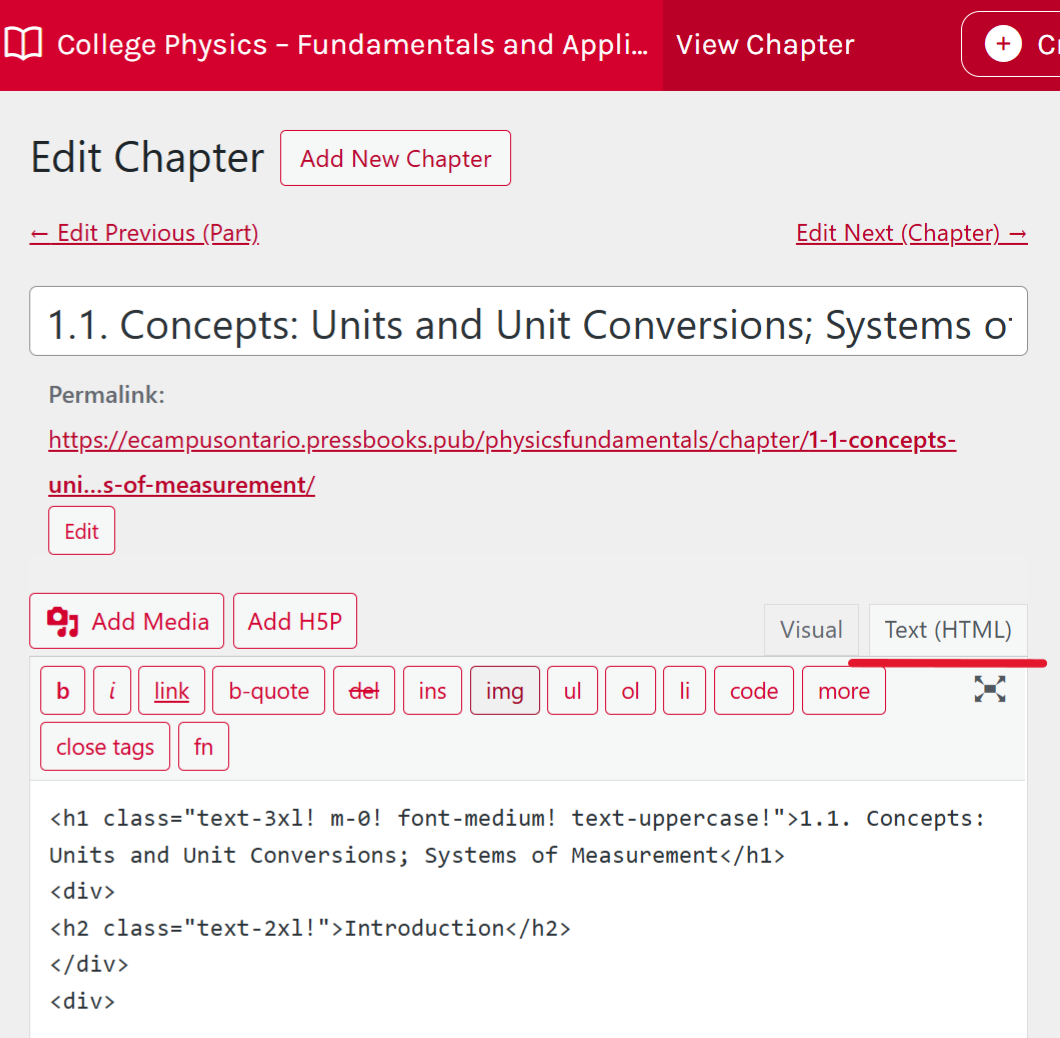 College Physics – Fundamentals and Appli... View Chapter
Edit Chapter Add New Chapter
← Edit Previous (Part) Edit Next (Chapter) →
1.1. Concepts: Units and Unit Conversions; Systems of
Permalink:
https://ecampusontario.pressbooks.pub/physicsfundamentals/chapter/1-1-concepts-
uni...s-of-measurement/
Edit
Add Media Add H5P Visual Text (HTML)
b i link b-quote del ins img ul ol li code more
close tags fn
<h1 class="text-3xl! m-0! font-medium! text-uppercase!">1.1. Concepts:
Units and Unit Conversions; Systems of Measurement</h1>
<div>
<h2 class="text-2xl!">Introduction</h2>
</div>
<div>